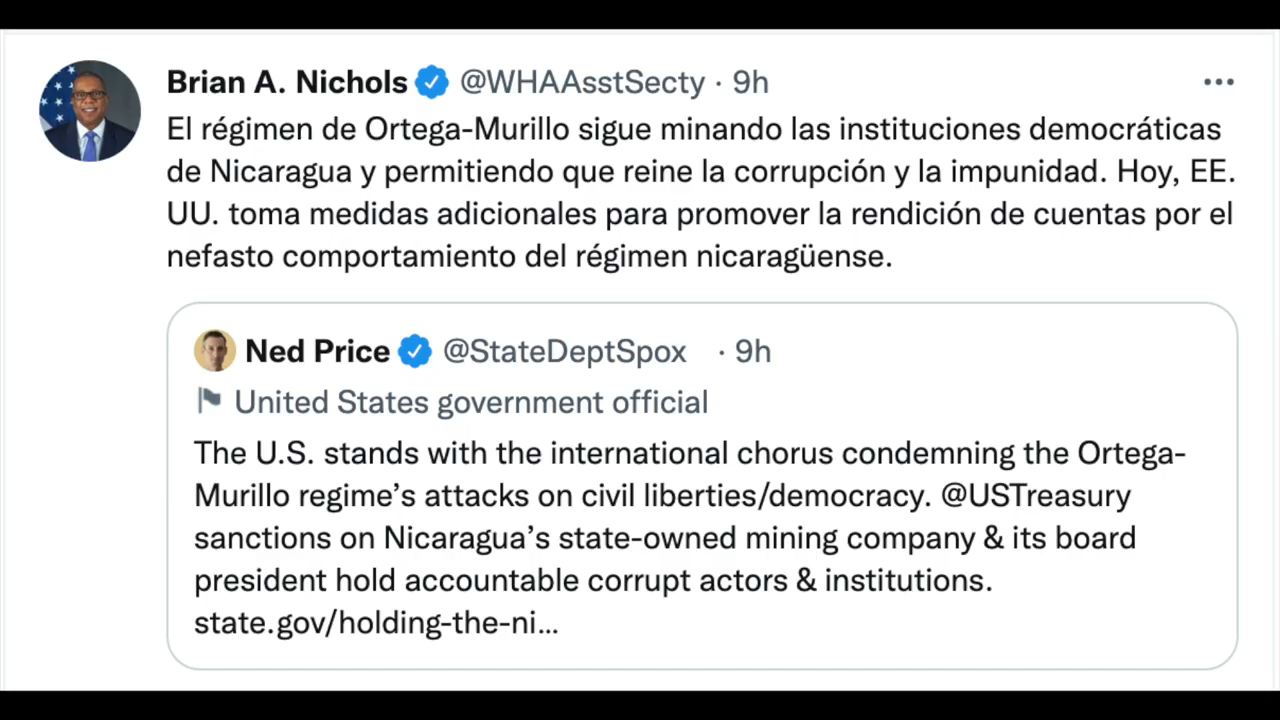 Brian A. Nichols @WHAAsstSecty · 9h
El régimen de Ortega-Murillo sigue minando las instituciones democráticas
de Nicaragua y permitiendo que reine la corrupción y la impunidad. Hoy, EE.
UU. toma medidas adicionales para promover la rendición de cuentas por el
nefasto comportamiento del régimen nicaragüense.
Ned Price @StateDeptSpox · 9h
United States government official
The U.S. stands with the international chorus condemning the Ortega-
Murillo regime’s attacks on civil liberties/democracy. @USTreasury
sanctions on Nicaragua’s state-owned mining company & its board
president hold accountable corrupt actors & institutions.
state.gov/holding-the-ni…